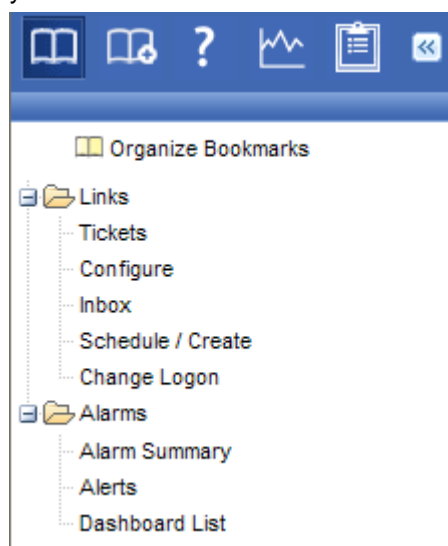 ?
Organize Bookmarks
Links
Tickets
Configure
Inbox
Schedule / Create
Change Logon
Alarms
Alarm Summary
Alerts
Dashboard List